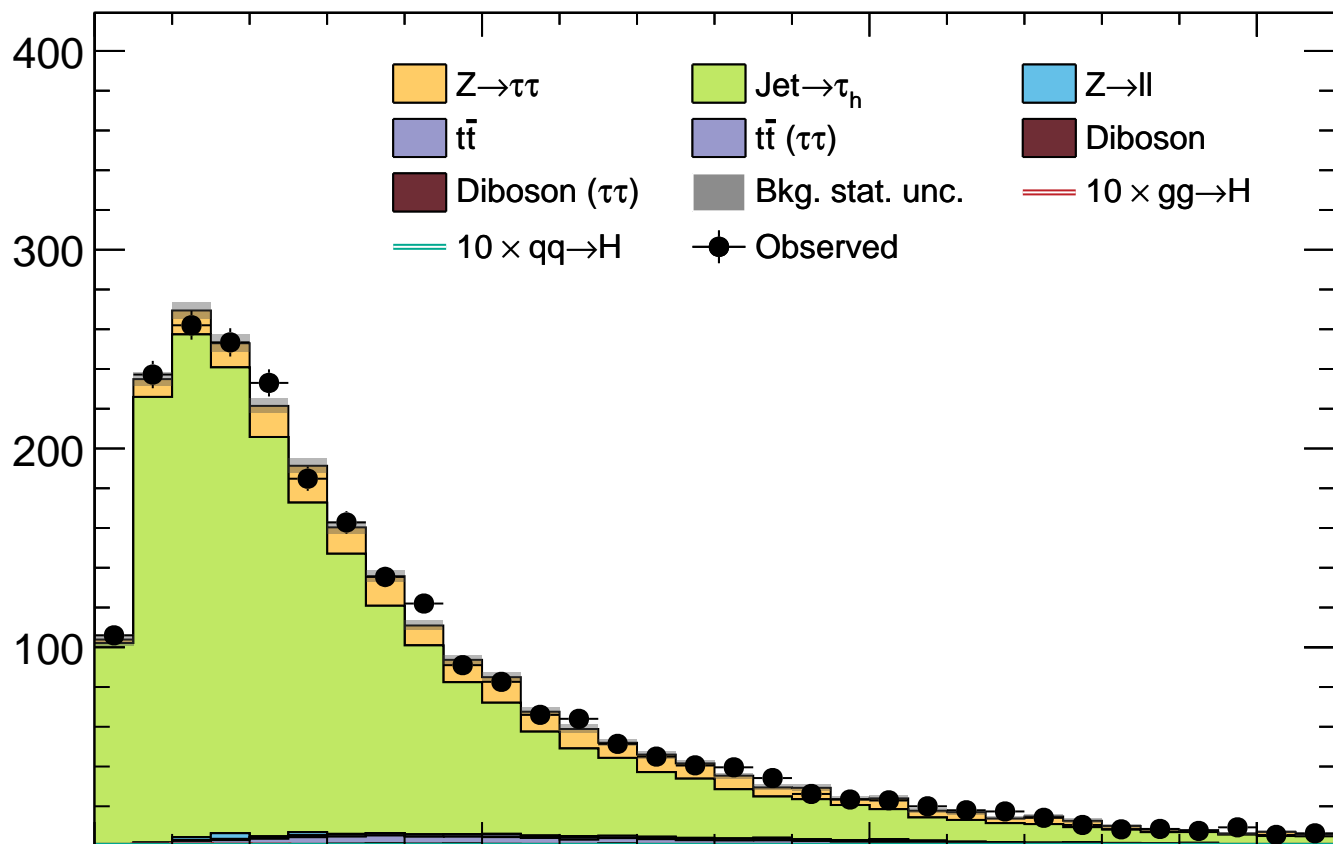 400
Z→ττ Jet→τh Z→ll
tt̄ tt̄ (ττ) Diboson
Diboson (ττ) Bkg. stat. unc. 10 × gg→H
10 × qq→H Observed
300
200
100